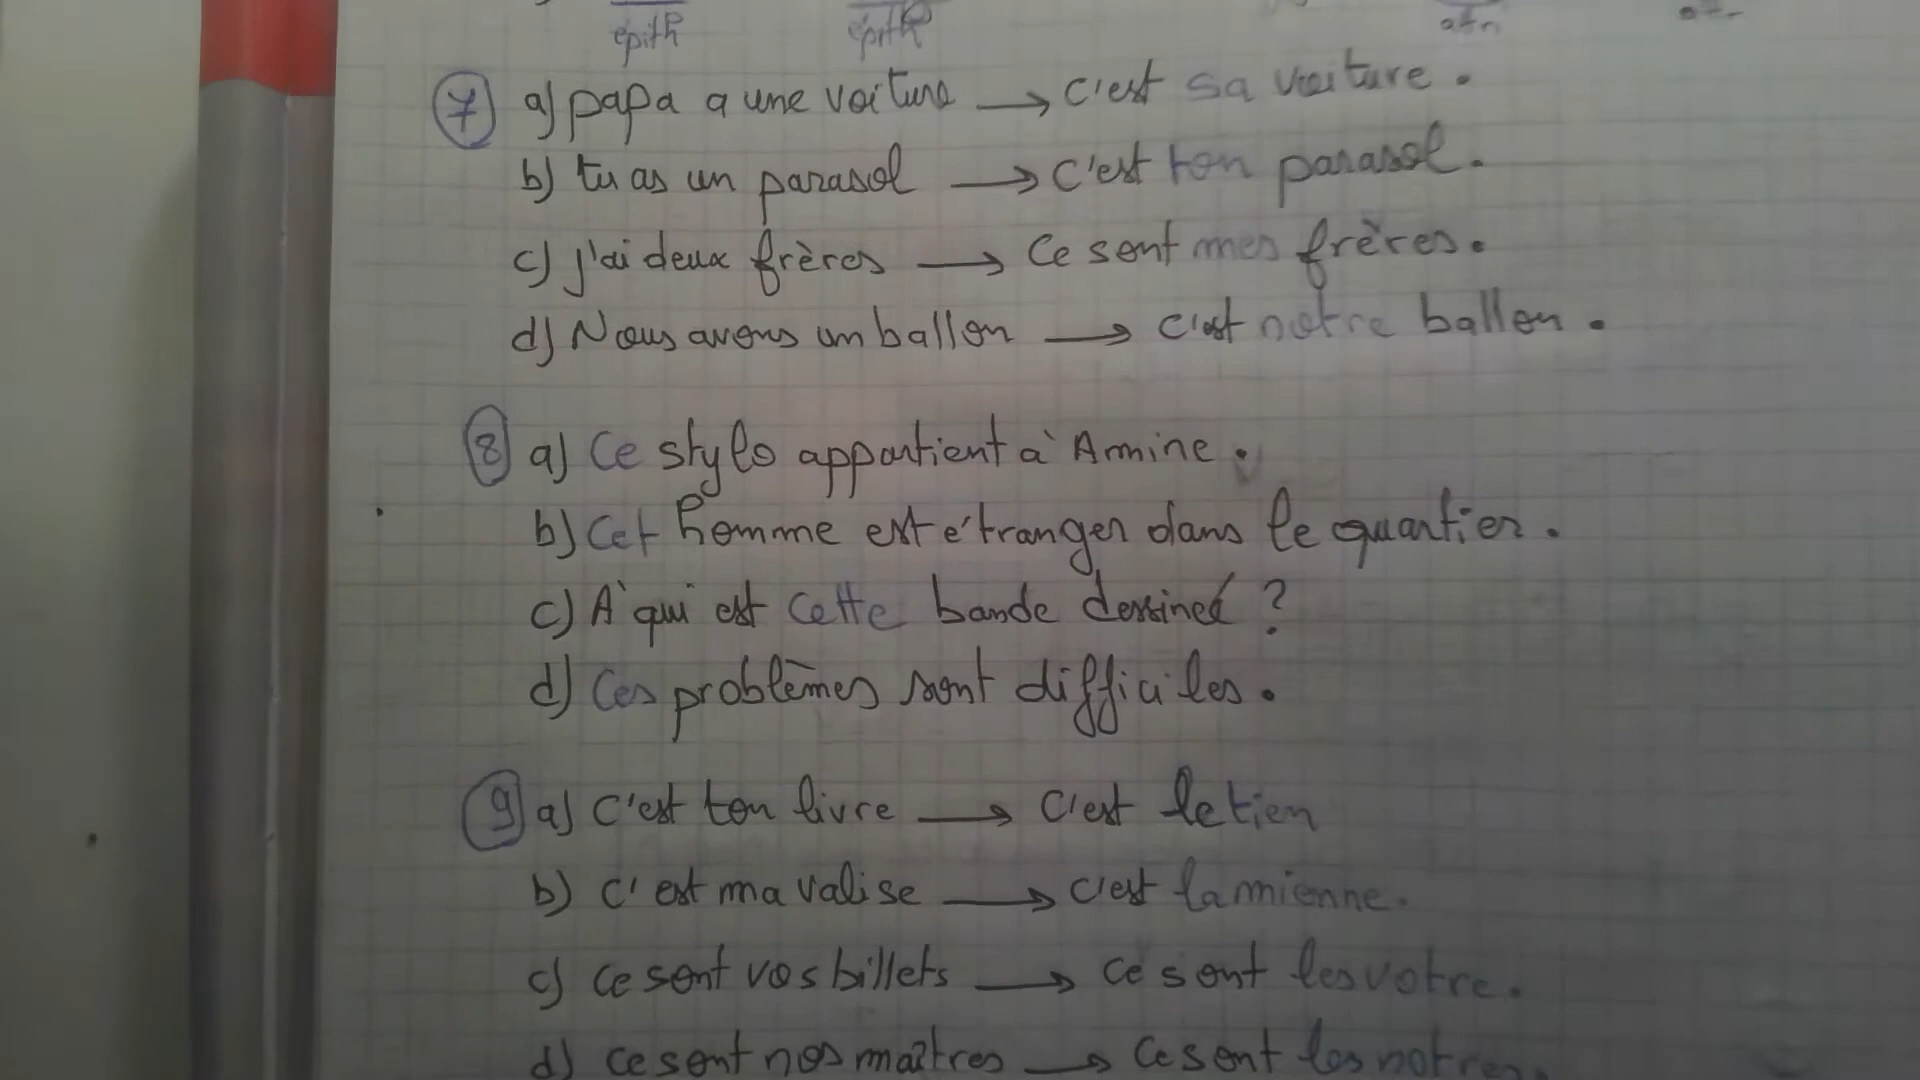 épith épith
7 a) papa a une voiture → c'est sa voiture.
b) tu as un parasol → c'est ton parasol.
c) j'ai deux frères → Ce sont mes frères.
d) Nous avons un ballon → c'est notre ballon.
8 a) Ce stylo appartient à Amine.
b) Cet homme est étranger dans le quartier.
c) À qui est cette bande dessineé ?
d) Ces problèmes sont difficiles.
9 a) C'est ton livre → C'est le tien
b) C'est ma valise → c'est la mienne.
c) Ce sont vos billets → Ce sont les votre.
d) Ce sont nos maîtres → Ce sont les notres.